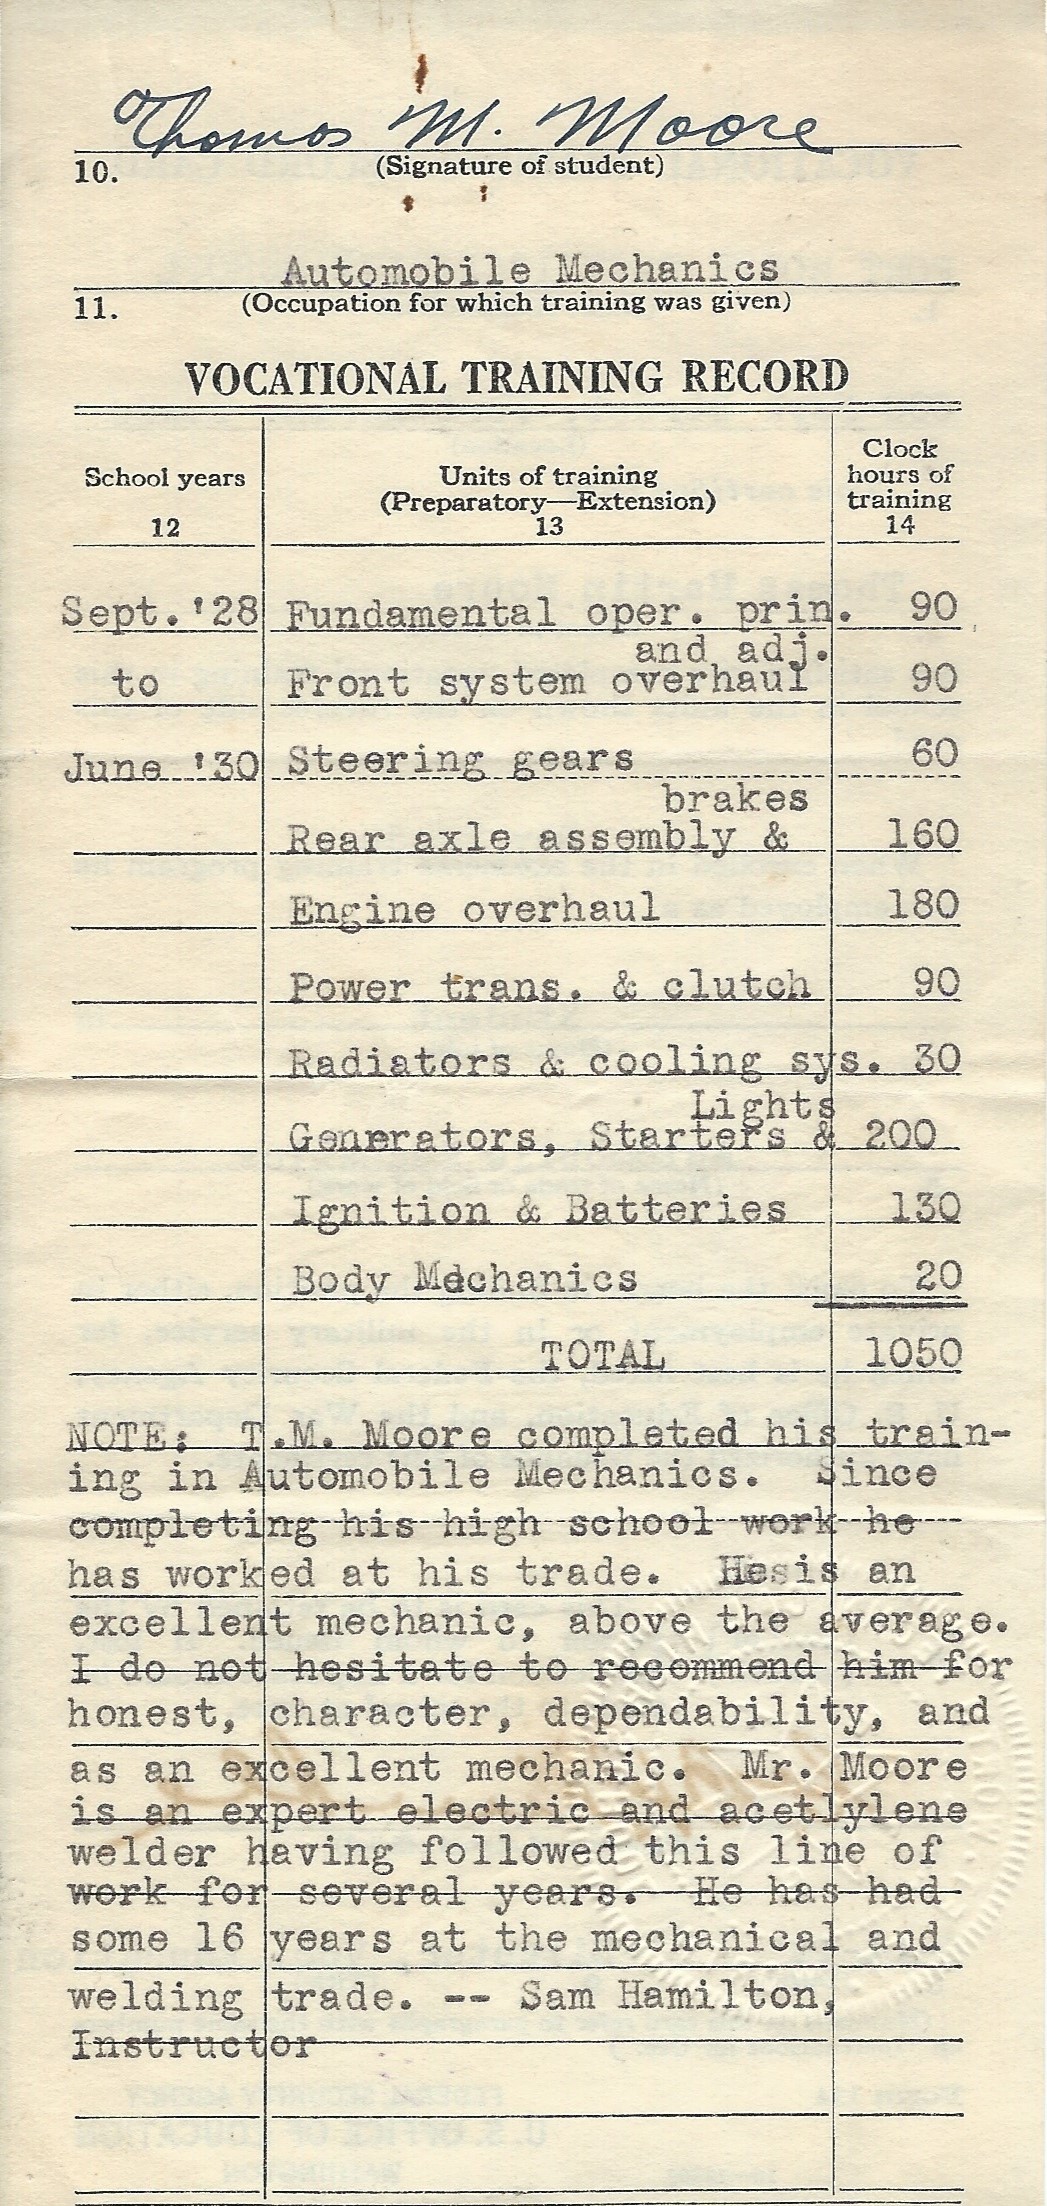 Thomas M. Moore
10. (Signature of student)
Automobile Mechanics
11. (Occupation for which training was given)
VOCATIONAL TRAINING RECORD
School years 12 Units of training (Preparatory—Extension) 13 Clock hours of training 14
Sept. '28 Fundamental oper. prin. 90
and adj.
to Front system overhaul 90
June '30 Steering gears 60
brakes
Rear axle assembly & 160
Engine overhaul 180
Power trans. & clutch 90
Radiators & cooling sys. 30
Lights
Generators, Starters & 200
Ignition & Batteries 130
Body Mechanics 20
TOTAL 1050
NOTE: T.M. Moore completed his train-
ing in Automobile Mechanics. Since
completing his high school work he
has worked at his trade. He is an
excellent mechanic, above the average.
I do not hesitate to recommend him for
honest, character, dependability, and
as an excellent mechanic. Mr. Moore
is an expert electric and acetlylene
welder having followed this line of
work for several years. He has had
some 16 years at the mechanical and
welding trade. -- Sam Hamilton,
Instructor